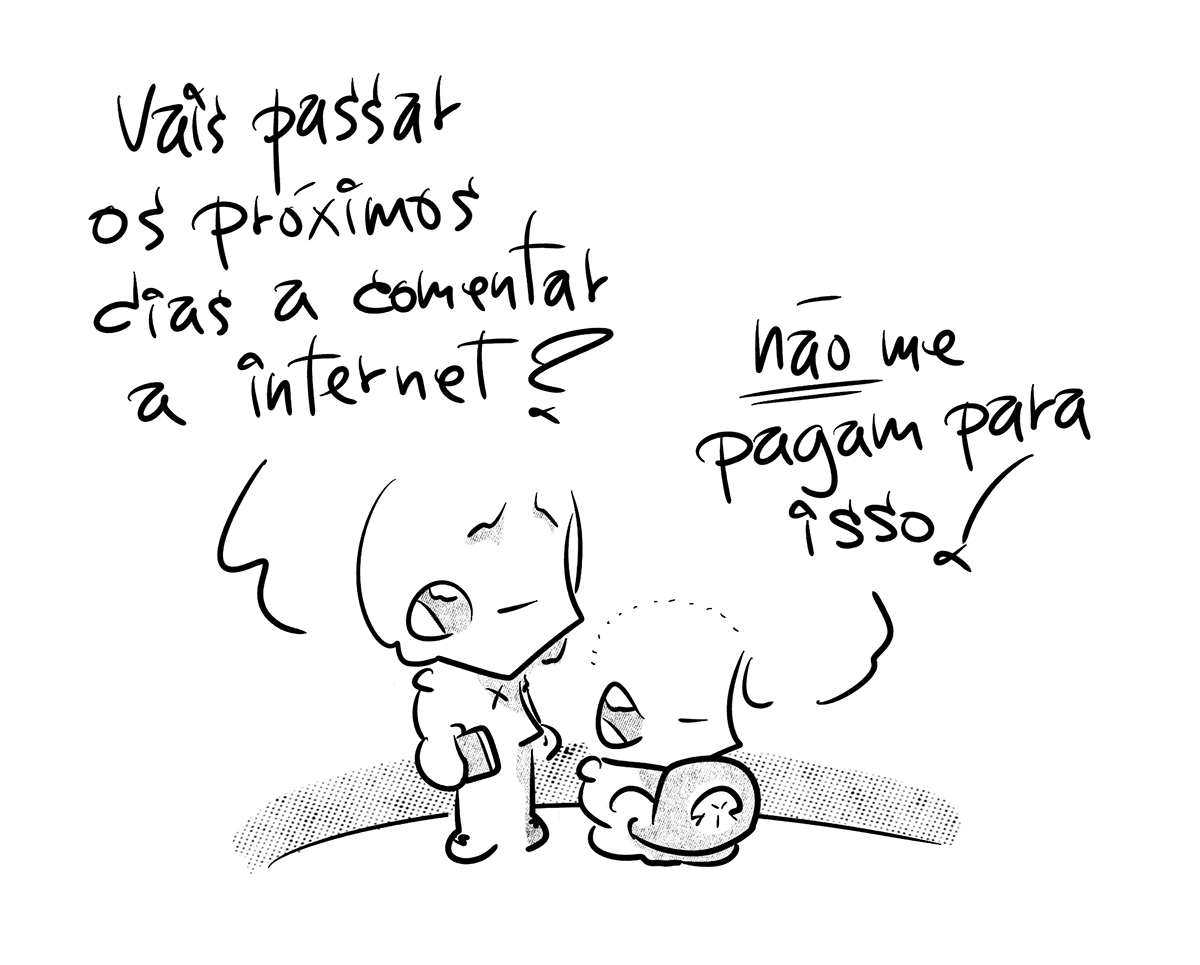 Vais passar
os próximos
dias a comentar
a internet?
não me
pagam para
isso.